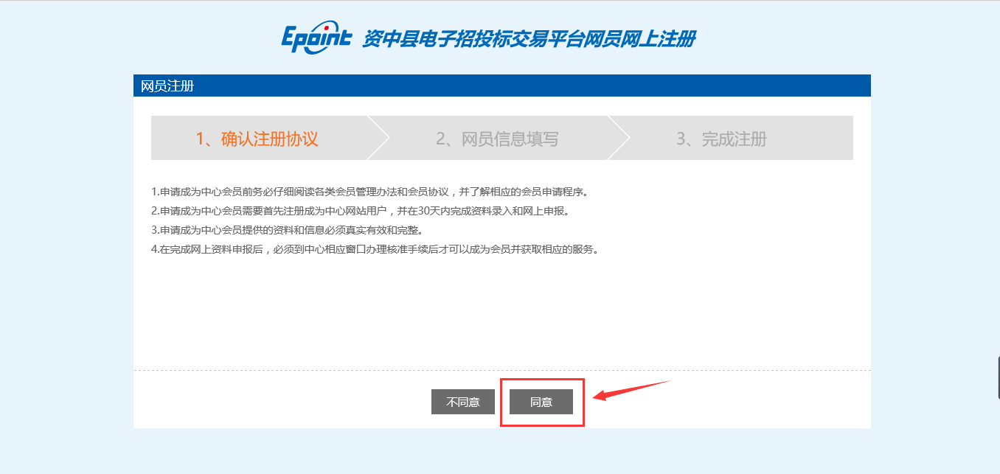 Epoint 资中县电子招投标交易平台网员网上注册
网员注册
1、确认注册协议 2、网员信息填写 3、完成注册
1.申请成为中心会员前务必仔细阅读各类会员管理办法和会员协议，并了解相应的会员申请程序。
2.申请成为中心会员需要首先注册成为中心网站用户，并在30天内完成资料录入和网上申报。
3.申请成为中心会员提供的资料和信息必须真实有效和完整。
4.在完成网上资料申报后，必须到中心相应窗口办理核准手续后才可以成为会员并获取相应的服务。
不同意 同意